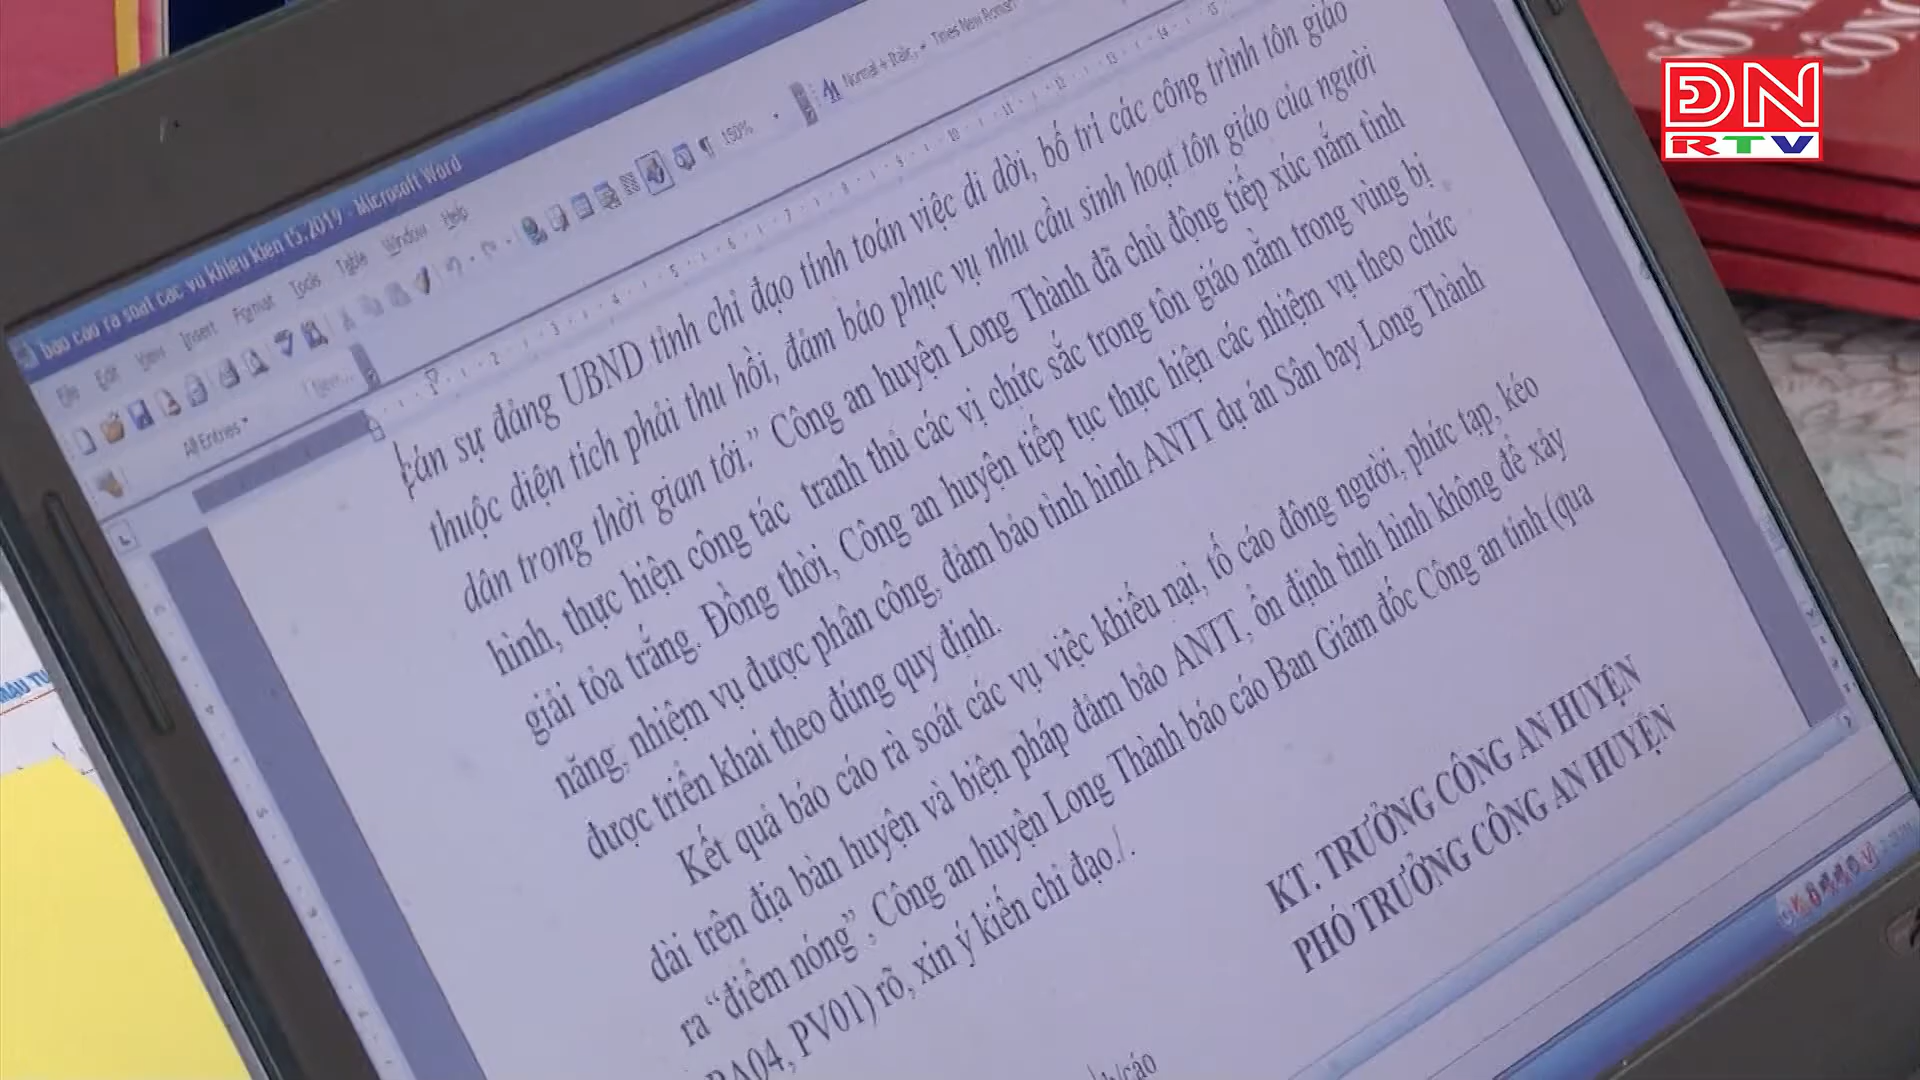 SỔ
CÔNG
DN
RTV
bao cao ra soat cac vu khieu kien t5.2019 - Microsoft Word
File Edit View Insert Format Tools Table Window Help
150%
Normal + Italic, Times New Roman
All Entries
cán sự đảng UBND tỉnh chỉ đạo tính toán việc di dời, bố trí các công trình tôn giáo
thuộc diện tích phải thu hồi, đảm bảo phục vụ nhu cầu sinh hoạt tôn giáo của người
dân trong thời gian tới." Công an huyện Long Thành đã chủ động tiếp xúc nắm tình
hình, thực hiện công tác tranh thủ các vị chức sắc trong tôn giáo nằm trong vùng bị
giải tỏa trắng. Đồng thời, Công an huyện tiếp tục thực hiện các nhiệm vụ theo chức
năng, nhiệm vụ được phân công, đảm bảo tình hình ANTT dự án Sân bay Long Thành
được triển khai theo đúng quy định.
Kết quả báo cáo rà soát các vụ việc khiếu nại, tố cáo đông người, phức tạp, kéo
dài trên địa bàn huyện và biện pháp đảm bảo ANTT, ổn định tình hình không để xảy
ra "điểm nóng", Công an huyện Long Thành báo cáo Ban Giám đốc Công an tỉnh (qua
PA04, PV01) rõ, xin ý kiến chỉ đạo./.
KT. TRƯỞNG CÔNG AN HUYỆN
PHÓ TRƯỞNG CÔNG AN HUYỆN